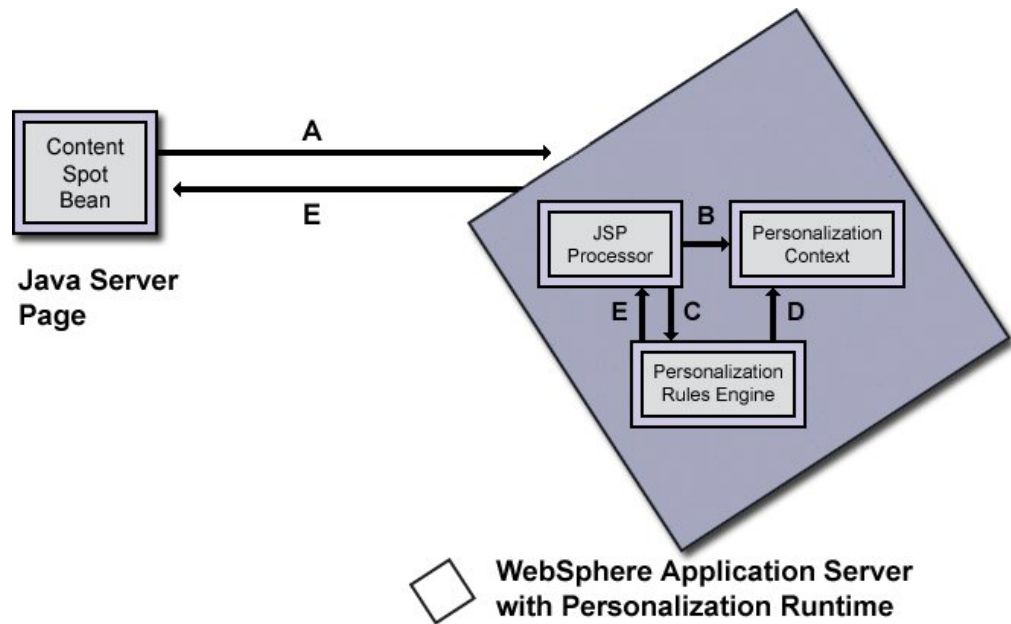 Content
Spot
Bean
A
E
Java Server
Page
JSP
Processor
B
Personalization
Context
E
C
D
Personalization
Rules Engine
WebSphere Application Server
with Personalization Runtime